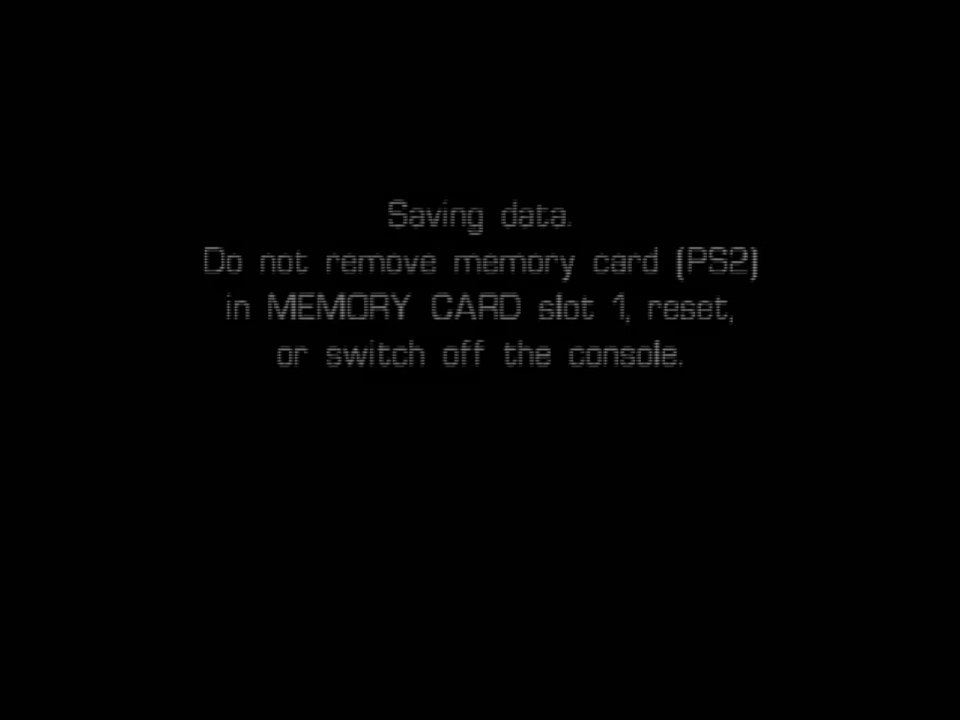 Saving data.
Do not remove memory card (PS2)
in MEMORY CARD slot 1, reset,
or switch off the console.